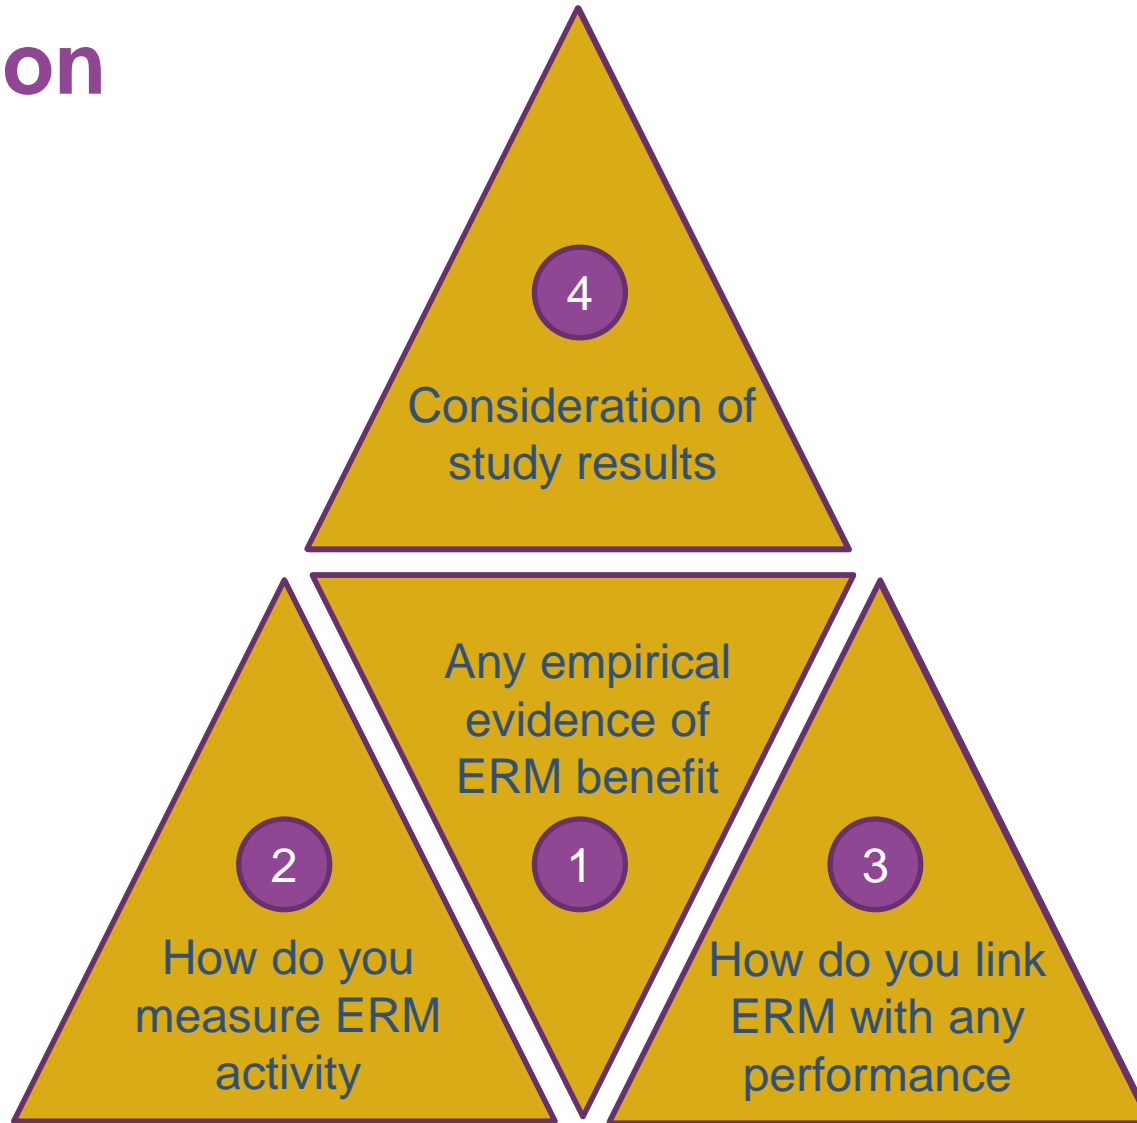 on
4
Consideration of
study results
Any empirical
evidence of
ERM benefit
1
2
How do you
measure ERM
activity
3
How do you link
ERM with any
performance